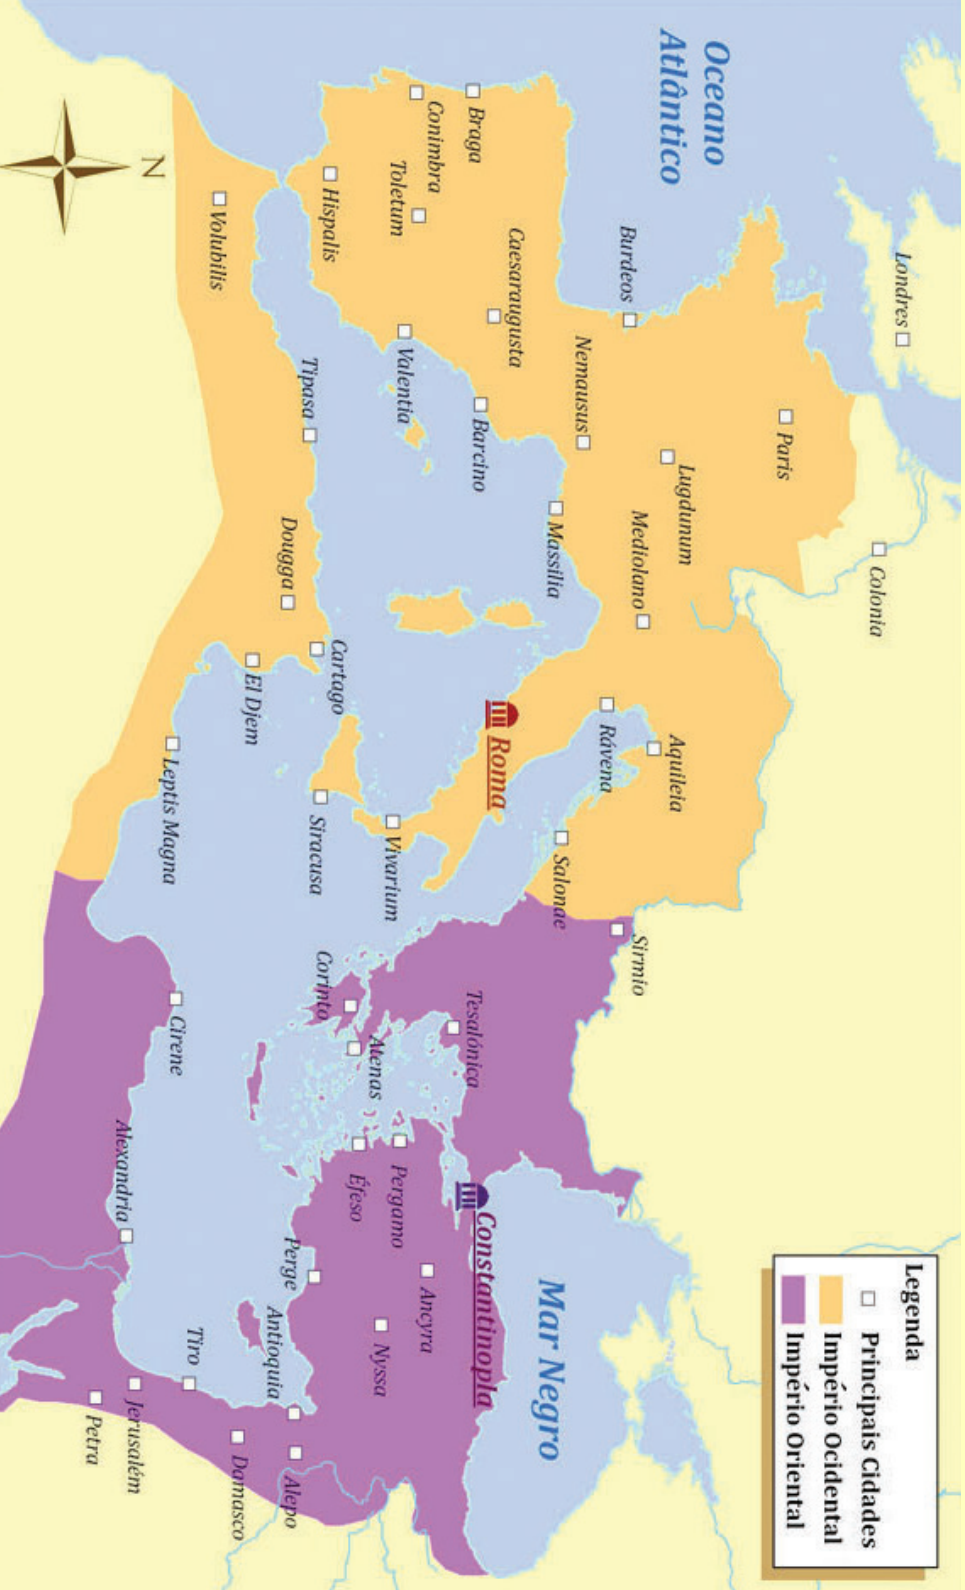 Oceano
Atlântico
Londres
Colonia
Paris
Burdeos
Lugdunum
Nemausus
Mediolano
Braga
Conimbra
Toletum
Caesaraugusta
Hispalis
Valentia
Barcino
Massilia
Aquileia
Rávena
Roma
Salonae
Sirmio
N
Volubilis
Tipasa
Dougga
Cartago
El Djem
Leptis Magna
Siracusa
Vivarium
Corinto
Atenas
Tesalónica
Cirene
Alexandria
Pergamo
Éfeso
Perge
Constantinopla
Mar Negro
Ancyra
Nyssa
Antioquia
Tiro
Alepo
Damasco
Jerusalém
Petra
Legenda
Principais Cidades
Império Ocidental
Império Oriental